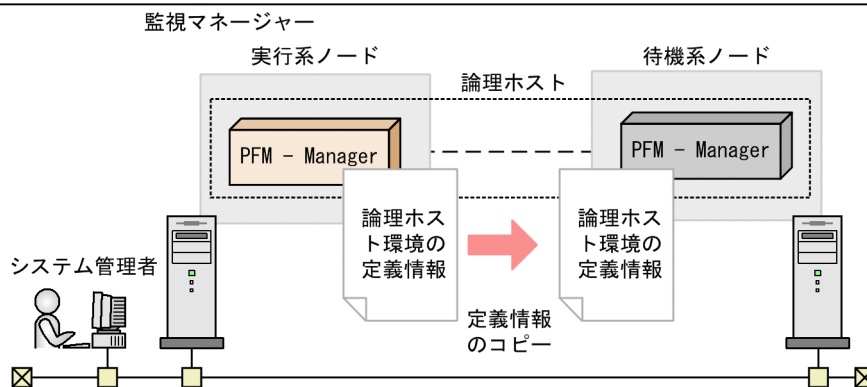 監視マネージャー
実行系ノード
待機系ノード
論理ホスト
PFM - Manager
PFM - Manager
論理ホス
ト環境の
定義情報
論理ホス
ト環境の
定義情報
システム管理者
定義情報
のコピー